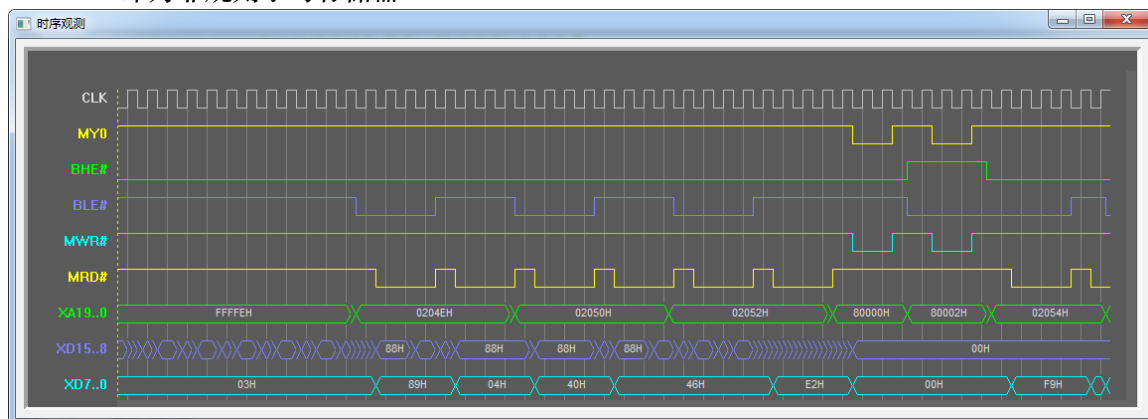 时序观测
CLK
MY0
BHE#
BLE#
MWR#
MRD#
XA19..0 FFFFEH 0204EH 02050H 02052H 80000H 80002H 02054H
XD15..8 88H 88H 88H 88H 00H
XD7..0 03H 89H 04H 40H 46H E2H 00H F9H